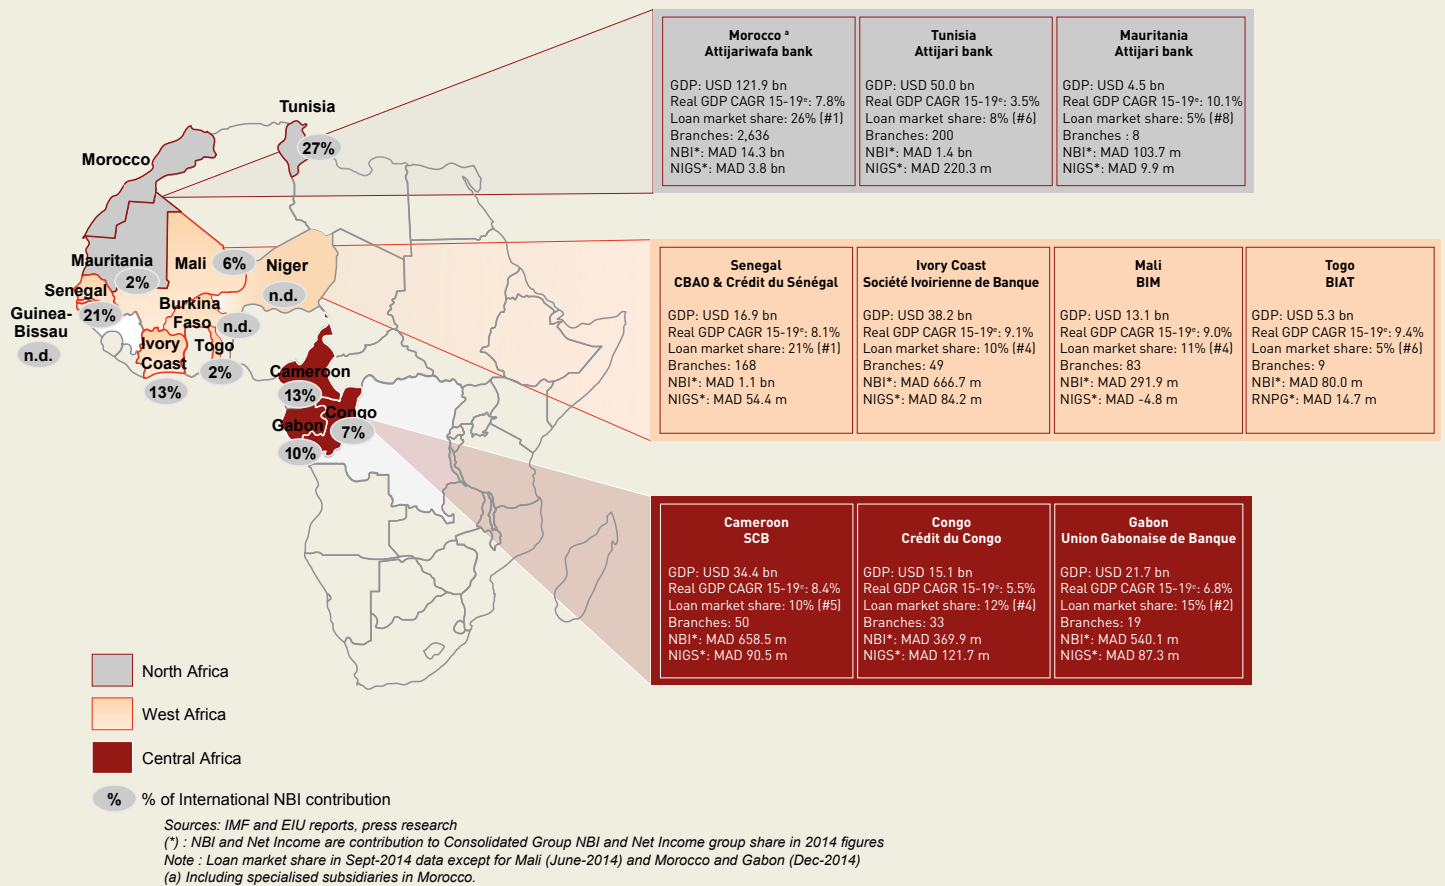 Tunisia
27%
Morocco
Mauritania
2%
Mali
6%
Niger
n.d.
Senegal
21%
Guinea-
Bissau
n.d.
Burkina
Faso
n.d.
Ivory
Coast
13%
Togo
2%
Cameroon
13%
Congo
7%
Gabon
10%
Morocco ª
Attijariwafa bank
GDP: USD 121.9 bn
Real GDP CAGR 15-19ᵉ: 7.8%
Loan market share: 26% (#1)
Branches: 2,636
NBI*: MAD 14.3 bn
NIGS*: MAD 3.8 bn
Tunisia
Attijari bank
GDP: USD 50.0 bn
Real GDP CAGR 15-19ᵉ: 3.5%
Loan market share: 8% (#6)
Branches: 200
NBI*: MAD 1.4 bn
NIGS*: MAD 220.3 m
Mauritania
Attijari bank
GDP: USD 4.5 bn
Real GDP CAGR 15-19ᵉ: 10.1%
Loan market share: 5% (#8)
Branches : 8
NBI*: MAD 103.7 m
NIGS*: MAD 9.9 m
Senegal
CBAO & Crédit du Sénégal
GDP: USD 16.9 bn
Real GDP CAGR 15-19ᵉ: 8.1%
Loan market share: 21% (#1)
Branches: 168
NBI*: MAD 1.1 bn
NIGS*: MAD 54.4 m
Ivory Coast
Société Ivoirienne de Banque
GDP: USD 38.2 bn
Real GDP CAGR 15-19ᵉ: 9.1%
Loan market share: 10% (#4)
Branches: 49
NBI*: MAD 666.7 m
NIGS*: MAD 84.2 m
Mali
BIM
GDP: USD 13.1 bn
Real GDP CAGR 15-19ᵉ: 9.0%
Loan market share: 11% (#4)
Branches: 83
NBI*: MAD 291.9 m
NIGS*: MAD -4.8 m
Togo
BIAT
GDP: USD 5.3 bn
Real GDP CAGR 15-19ᵉ: 9.4%
Loan market share: 5% (#6)
Branches: 9
NBI*: MAD 80.0 m
RNPG*: MAD 14.7 m
Cameroon
SCB
GDP: USD 34.4 bn
Real GDP CAGR 15-19ᵉ: 8.4%
Loan market share: 10% (#5)
Branches: 50
NBI*: MAD 658.5 m
NIGS*: MAD 90.5 m
Congo
Crédit du Congo
GDP: USD 15.1 bn
Real GDP CAGR 15-19ᵉ: 5.5%
Loan market share: 12% (#4)
Branches: 33
NBI*: MAD 369.9 m
NIGS*: MAD 121.7 m
Gabon
Union Gabonaise de Banque
GDP: USD 21.7 bn
Real GDP CAGR 15-19ᵉ: 6.8%
Loan market share: 15% (#2)
Branches: 19
NBI*: MAD 540.1 m
NIGS*: MAD 87.3 m
North Africa
West Africa
Central Africa
% % of International NBI contribution
Sources: IMF and EIU reports, press research
(*) : NBI and Net Income are contribution to Consolidated Group NBI and Net Income group share in 2014 figures
Note : Loan market share in Sept-2014 data except for Mali (June-2014) and Morocco and Gabon (Dec-2014)
(a) Including specialised subsidiaries in Morocco.